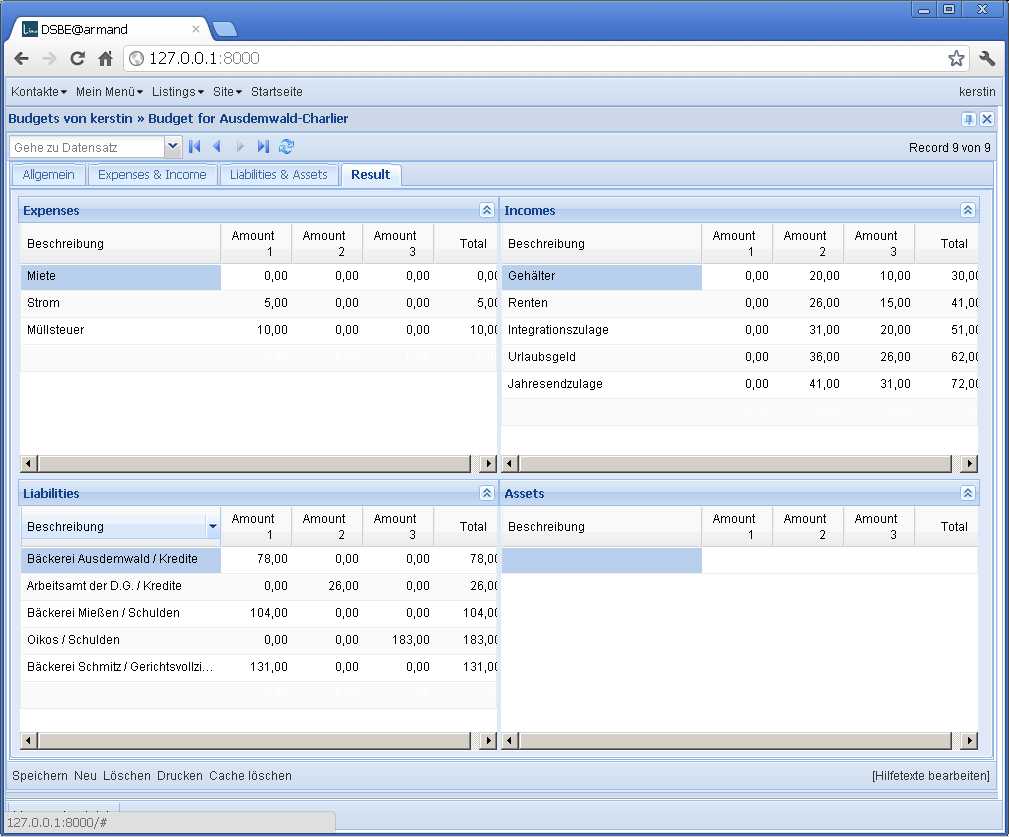 DSBE@armand
127.0.0.1:8000
Kontakte Mein Menü Listings Site Startseite kerstin
Budgets von kerstin » Budget for Ausdemwald-Charlier
Gehe zu Datensatz Record 9 von 9
Allgemein Expenses & Income Liabilities & Assets Result
Expenses
Beschreibung Amount 1 Amount 2 Amount 3 Total
Miete 0,00 0,00 0,00 0,00
Strom 5,00 0,00 0,00 5,00
Müllsteuer 10,00 0,00 0,00 10,00
Incomes
Beschreibung Amount 1 Amount 2 Amount 3 Total
Gehälter 0,00 20,00 10,00 30,00
Renten 0,00 26,00 15,00 41,00
Integrationszulage 0,00 31,00 20,00 51,00
Urlaubsgeld 0,00 36,00 26,00 62,00
Jahresendzulage 0,00 41,00 31,00 72,00
Liabilities
Beschreibung Amount 1 Amount 2 Amount 3 Total
Bäckerei Ausdemwald / Kredite 78,00 0,00 0,00 78,00
Arbeitsamt der D.G. / Kredite 0,00 26,00 0,00 26,00
Bäckerei Mießen / Schulden 104,00 0,00 0,00 104,00
Oikos / Schulden 0,00 0,00 183,00 183,00
Bäckerei Schmitz / Gerichtsvollzi... 131,00 0,00 0,00 131,00
Assets
Beschreibung Amount 1 Amount 2 Amount 3 Total
Speichern Neu Löschen Drucken Cache löschen [Hilfetexte bearbeiten]
127.0.0.1:8000/#